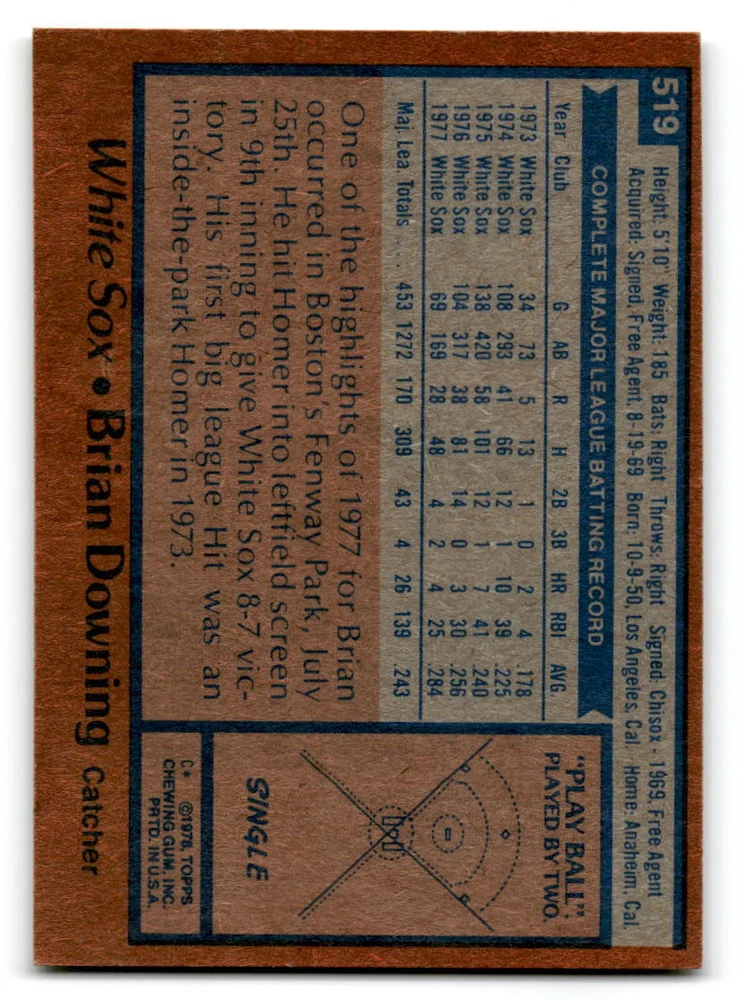 519
Height: 5'10" Weight: 185 Bats: Right Throws: Right Signed: Chisox - 1969, Free Agent
Acquired: Signed, Free Agent, 8-19-69 Born: 10-9-50, Los Angeles, Cal. Home: Anaheim, Cal.
COMPLETE MAJOR LEAGUE BATTING RECORD
Year Club G AB R H 2B 3B HR RBI AVG
1973 White Sox 34 73 5 13 1 0 2 4 .178
1974 White Sox 108 293 41 66 12 1 10 39 .225
1975 White Sox 138 420 58 101 12 1 7 41 .240
1976 White Sox 104 317 38 81 14 0 3 30 .256
1977 White Sox 69 169 28 48 4 2 4 25 .284
Maj. Lea Totals . . . . 453 1272 170 309 43 4 26 139 .243
One of the highlights of 1977 for Brian
occurred in Boston's Fenway Park, July
25th. He hit Homer into leftfield screen
in 9th inning to give White Sox 8-7 vic-
tory. His first big league Hit was an
inside-the-park Homer in 1973.
"PLAY BALL".
PLAYED BY TWO.
SINGLE
White Sox • Brian Downing Catcher
C* ©1978, TOPPS
CHEWING GUM, INC.
PRTD. IN U.S.A.